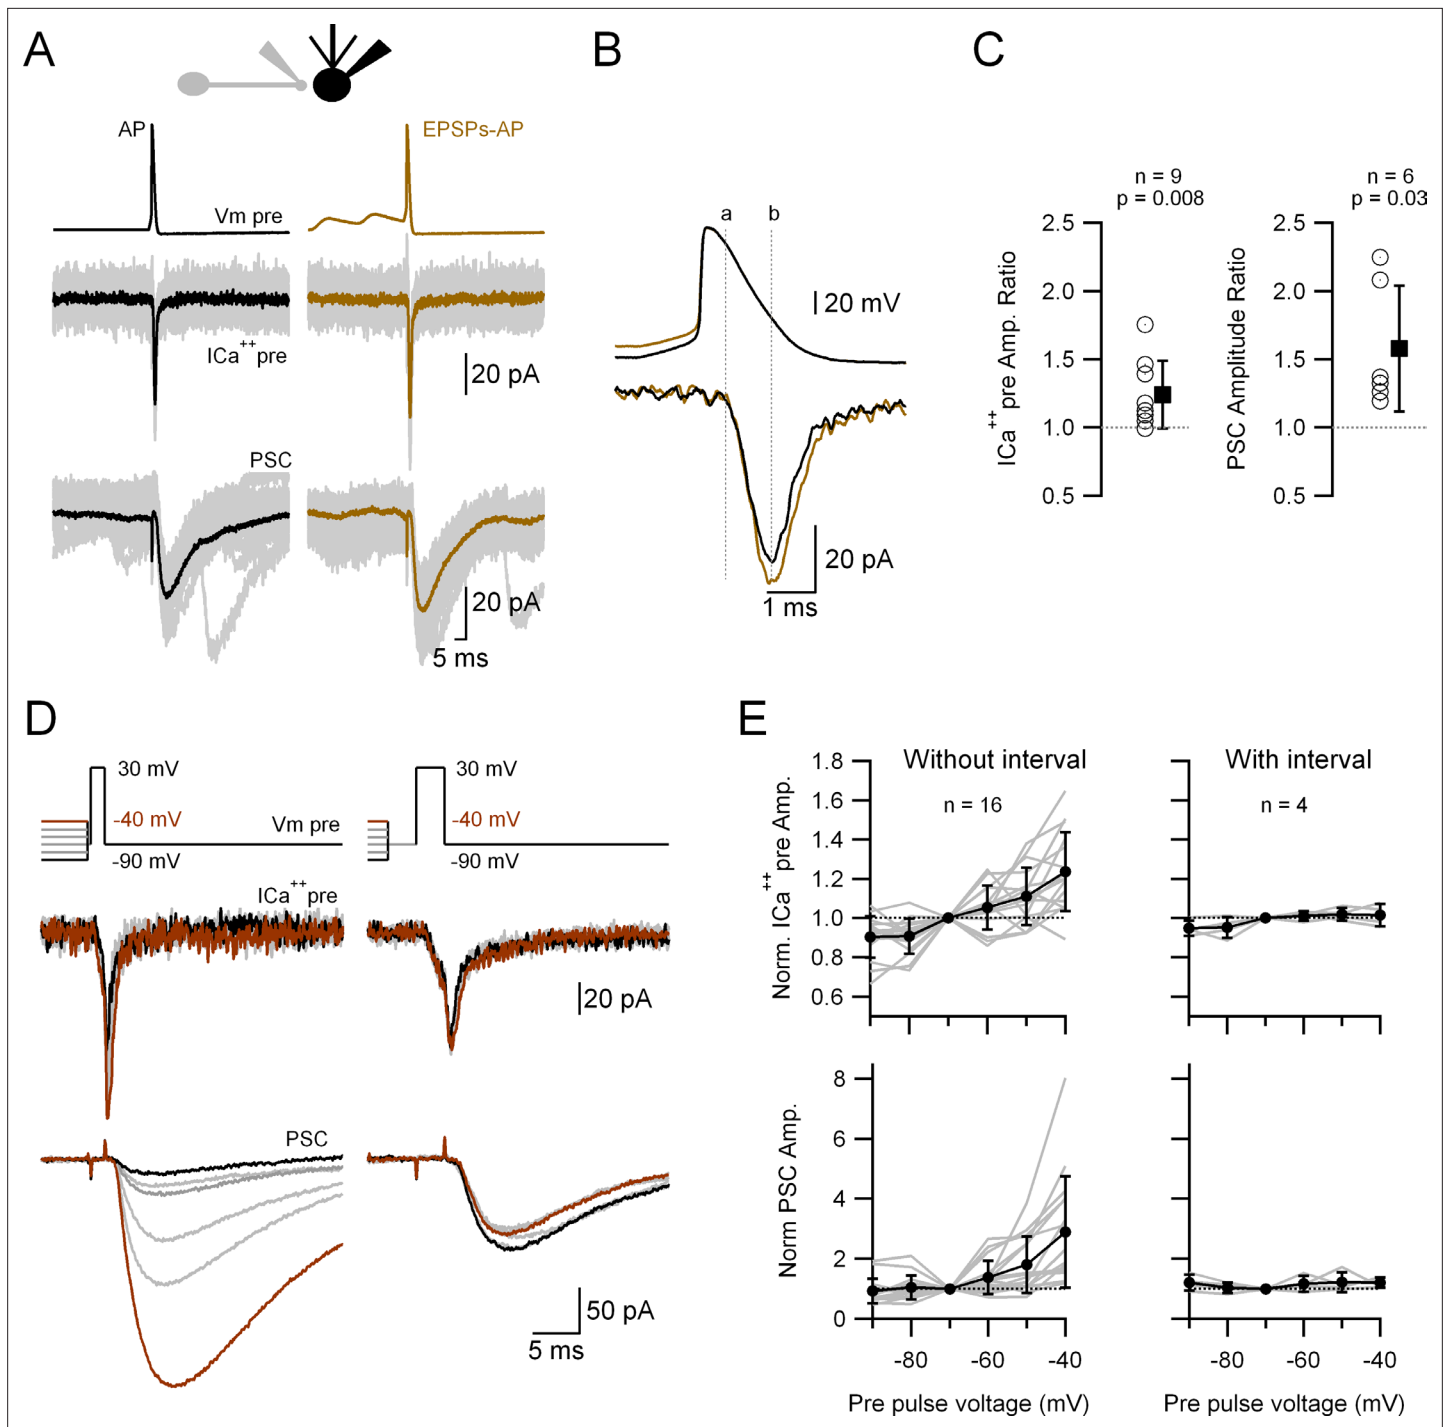 A
AP
EPSPs-AP
Vm pre
ICa++pre
20 pA
PSC
20 pA
5 ms
B
a
b
20 mV
20 pA
1 ms
C
n = 9
p = 0.008
ICa++ pre Amp. Ratio
2.5
2.0
1.5
1.0
0.5
n = 6
p = 0.03
PSC Amplitude Ratio
2.5
2.0
1.5
1.0
0.5
D
30 mV
-40 mV
Vm pre
-90 mV
30 mV
-40 mV
-90 mV
ICa++pre
20 pA
PSC
50 pA
5 ms
E
Without interval
n = 16
Norm. ICa++ pre Amp.
1.8
1.6
1.4
1.2
1.0
0.8
0.6
With interval
n = 4
Norm PSC Amp.
8
6
4
2
0
-80
-60
-40
Pre pulse voltage (mV)
-80
-60
-40
Pre pulse voltage (mV)